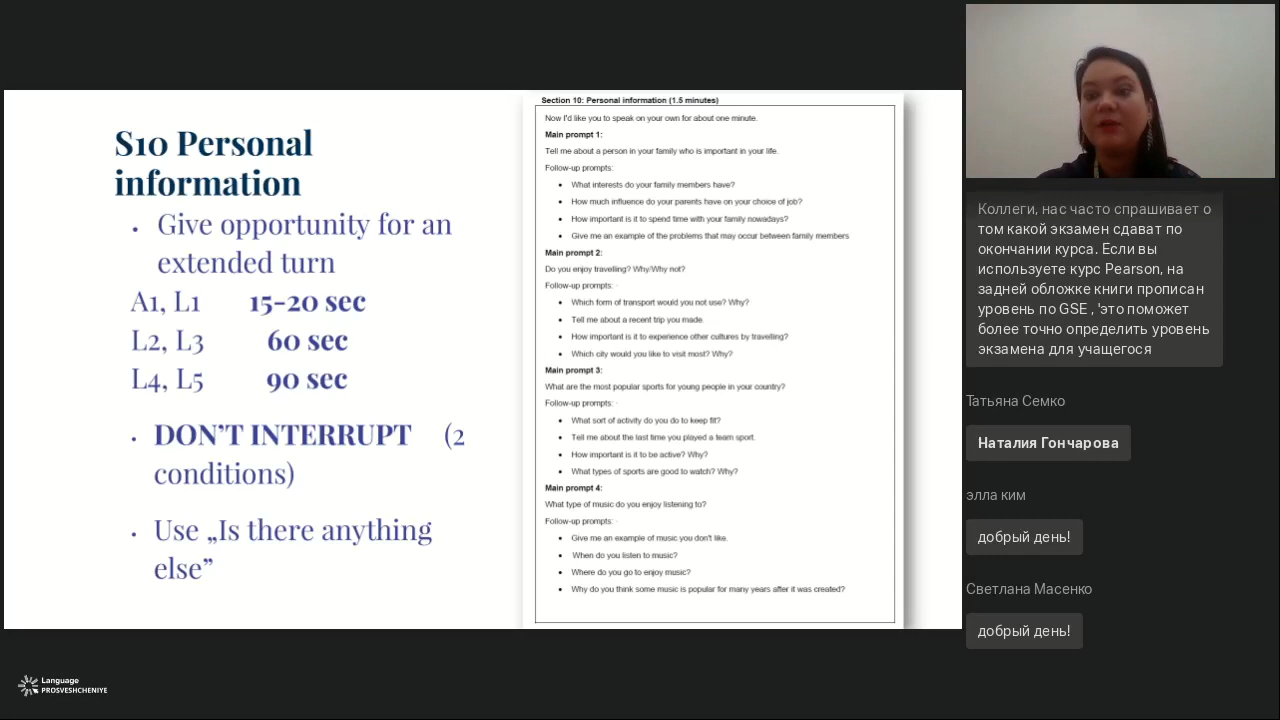 S10 Personal
information
• Give opportunity for an
extended turn
A1, L1 15-20 sec
L2, L3 60 sec
L4, L5 90 sec
• DON'T INTERRUPT (2
conditions)
• Use „Is there anything
else”
Section 10: Personal information (1.5 minutes)
Now I'd like you to speak on your own for about one minute.
Main prompt 1:
Tell me about a person in your family who is important in your life.
Follow-up prompts:
• What interests do your family members have?
• How much influence do your parents have on your choice of job?
• How important is it to spend time with your family nowadays?
• Give me an example of the problems that may occur between family members
Main prompt 2:
Do you enjoy travelling? Why/Why not?
Follow-up prompts:
• Which form of transport would you not use? Why?
• Tell me about a recent trip you made.
• How important is it to experience other cultures by travelling?
• Which city would you like to visit most? Why?
Main prompt 3:
What are the most popular sports for young people in your country?
Follow-up prompts:
• What sort of activity do you do to keep fit?
• Tell me about the last time you played a team sport.
• How important is it to be active? Why?
• What types of sports are good to watch? Why?
Main prompt 4:
What type of music do you enjoy listening to?
Follow-up prompts:
• Give me an example of music you don't like.
• When do you listen to music?
• Where do you go to enjoy music?
• Why do you think some music is popular for many years after it was created?
Language
PROSVESHCHENIYE
Коллеги, нас часто спрашивает о
том какой экзамен сдават по
окончании курса. Если вы
используете курс Pearson, на
задней обложке книги прописан
уровень по GSE , 'это поможет
более точно определить уровень
экзамена для учащегося
Татьяна Семко
Наталия Гончарова
элла ким
добрый день!
Светлана Масенко
добрый день!